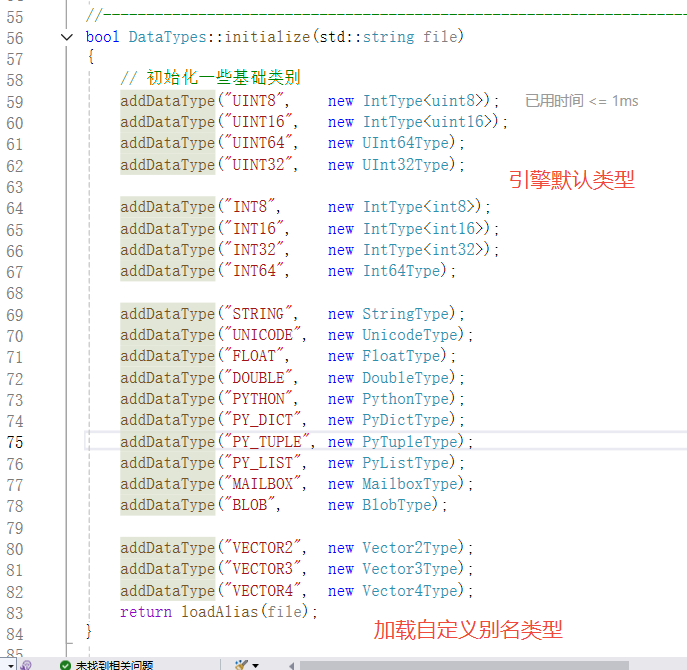 55 //--------------------------------------------------------------
56 bool DataTypes::initialize(std::string file)
57 {
58 // 初始化一些基础类别
59 addDataType("UINT8", new IntType<uint8>); 已用时间 <= 1ms
60 addDataType("UINT16", new IntType<uint16>);
61 addDataType("UINT64", new UInt64Type);
62 addDataType("UINT32", new UInt32Type);
引擎默认类型
63
64 addDataType("INT8", new IntType<int8>);
65 addDataType("INT16", new IntType<int16>);
66 addDataType("INT32", new IntType<int32>);
67 addDataType("INT64", new Int64Type);
68
69 addDataType("STRING", new StringType);
70 addDataType("UNICODE", new UnicodeType);
71 addDataType("FLOAT", new FloatType);
72 addDataType("DOUBLE", new DoubleType);
73 addDataType("PYTHON", new PythonType);
74 addDataType("PY_DICT", new PyDictType);
75 addDataType("PY_TUPLE", new PyTupleType);
76 addDataType("PY_LIST", new PyListType);
77 addDataType("MAILBOX", new MailboxType);
78 addDataType("BLOB", new BlobType);
79
80 addDataType("VECTOR2", new Vector2Type);
81 addDataType("VECTOR3", new Vector3Type);
82 addDataType("VECTOR4", new Vector4Type);
83 return loadAlias(file);
84 }
加载自定义别名类型
85
未找到相关问题